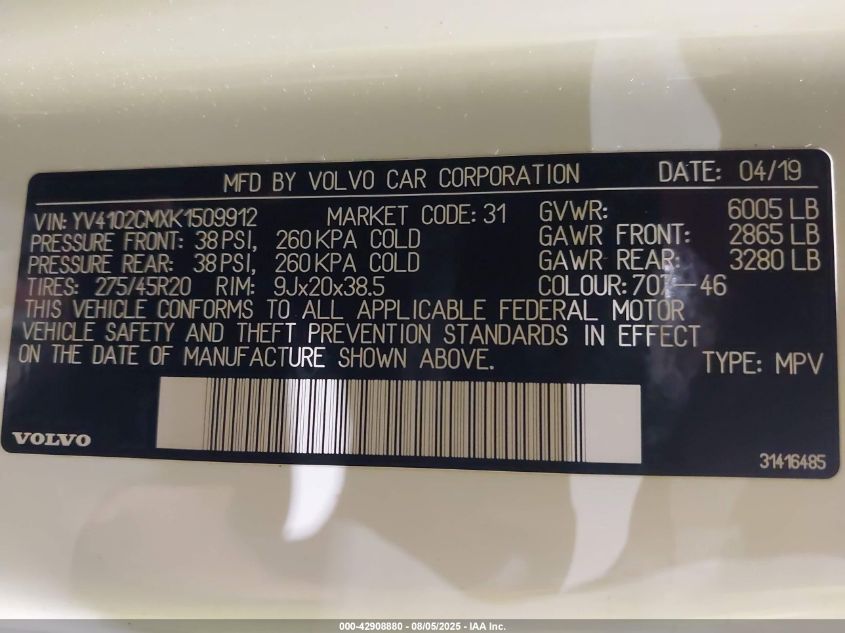 MFD BY VOLVO CAR CORPORATION DATE: 04/19
VIN: YV4102CMXK1509912 MARKET CODE: 31 GVWR: 6005 LB
PRESSURE FRONT: 38 PSI, 260 KPA COLD GAWR FRONT: 2865 LB
PRESSURE REAR: 38 PSI, 260 KPA COLD GAWR REAR: 3280 LB
TIRES: 275/45R20 RIM: 9Jx20x38.5 COLOUR: 707-46
THIS VEHICLE CONFORMS TO ALL APPLICABLE FEDERAL MOTOR
VEHICLE SAFETY AND THEFT PREVENTION STANDARDS IN EFFECT
ON THE DATE OF MANUFACTURE SHOWN ABOVE. TYPE: MPV
VOLVO
31416485
000-42908880 - 08/05/2025 - IAA Inc.